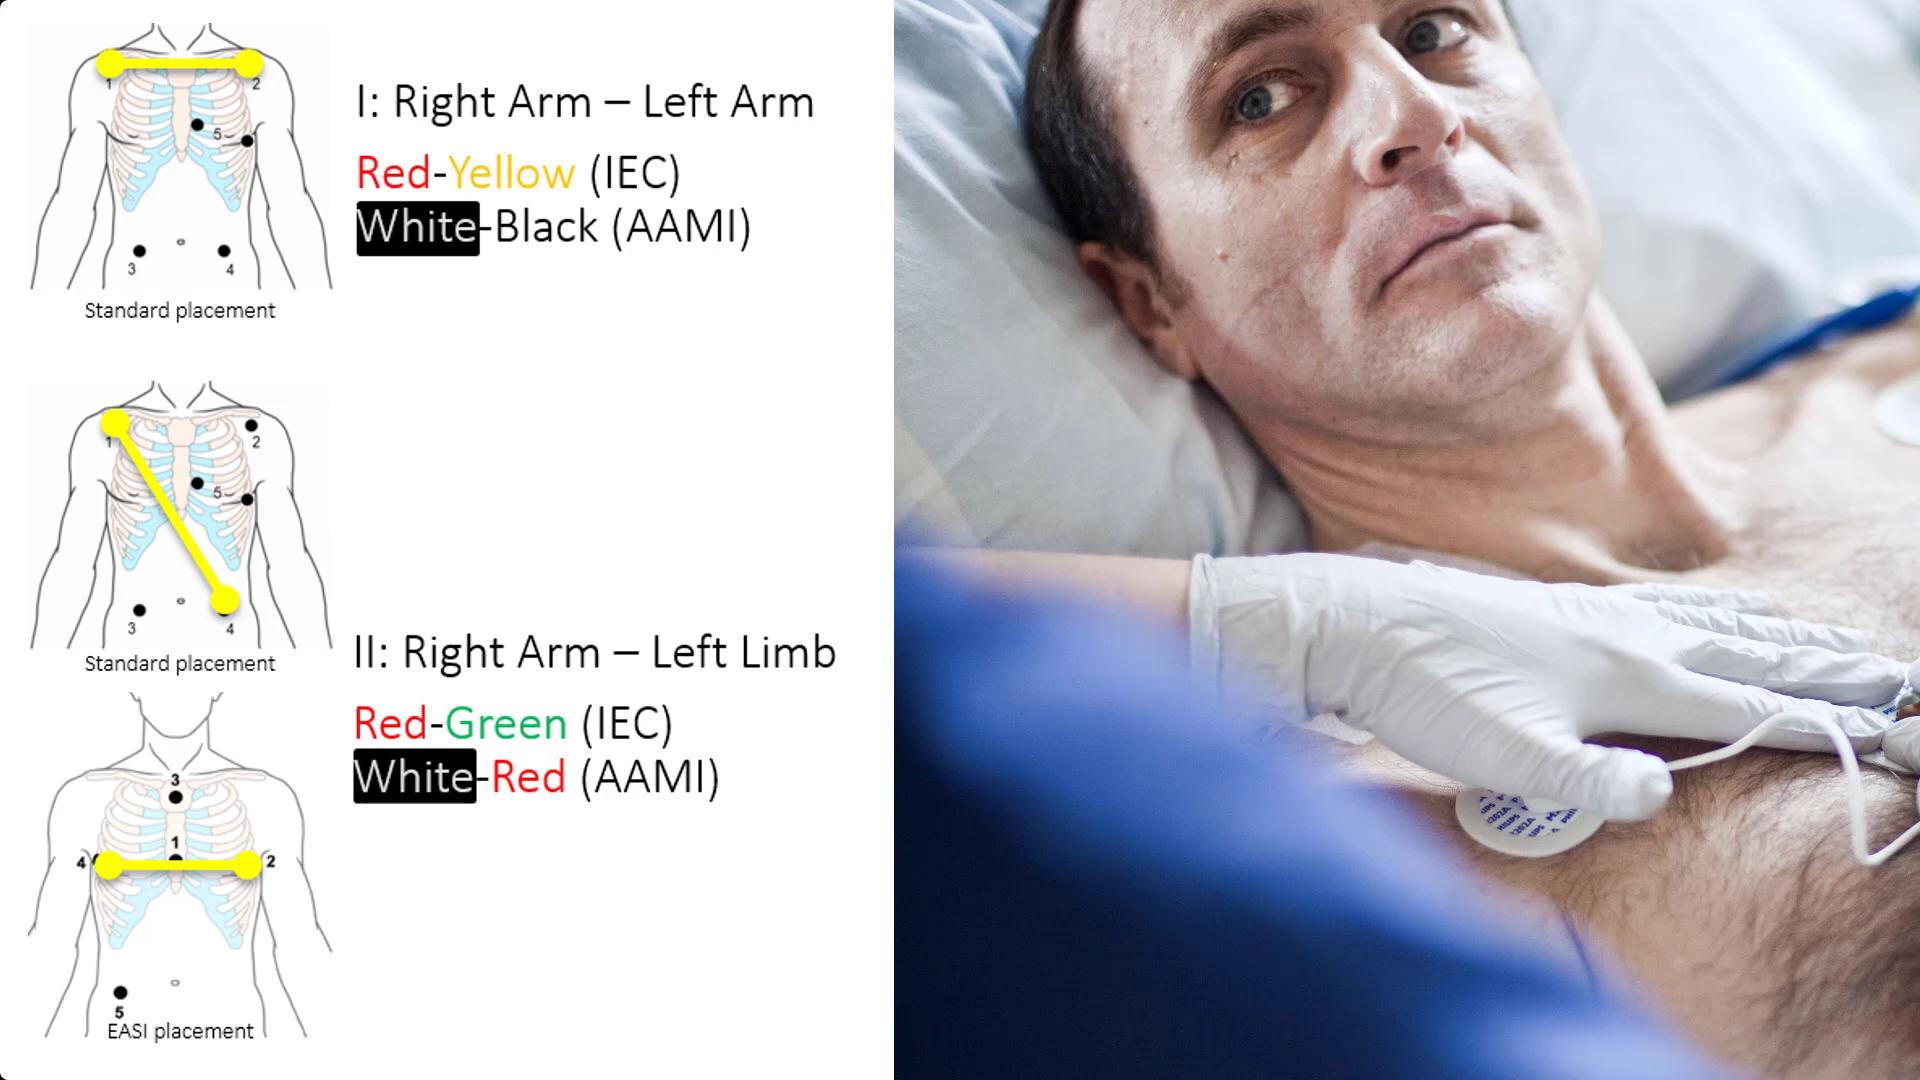 1
2
5
3
4
Standard placement
I: Right Arm – Left Arm
Red-Yellow (IEC)
White-Black (AAMI)
1
2
5
3
4
Standard placement
II: Right Arm – Left Limb
Red-Green (IEC)
White-Red (AAMI)
3
1
4
2
5
EASI placement